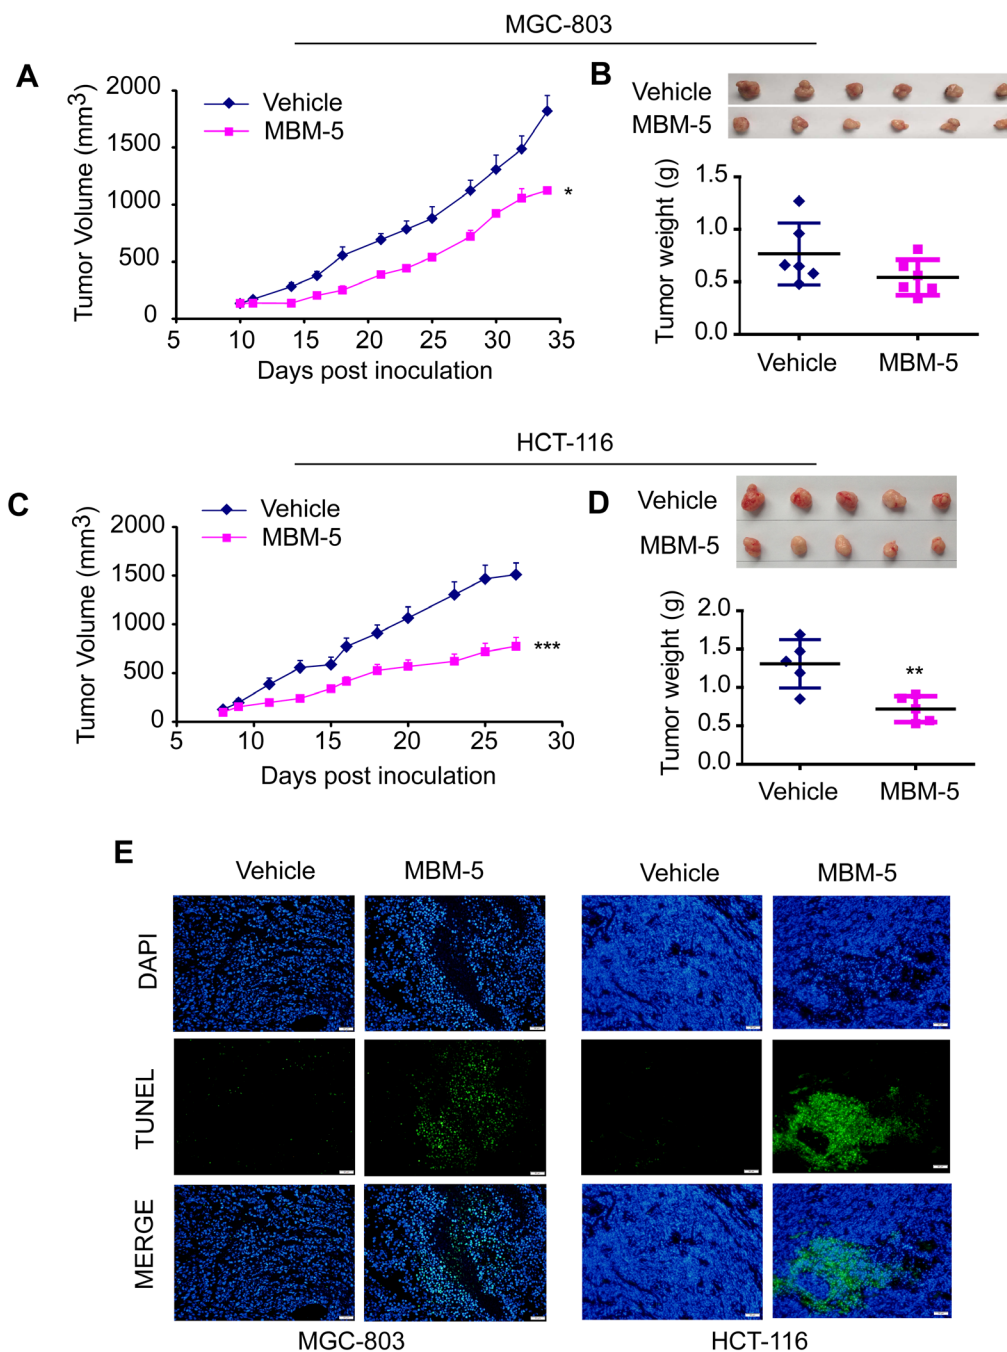 MGC-803
A
Tumor Volume (mm3)
2000
1500
1000
500
0
5 10 15 20 25 30 35
Days post inoculation
Vehicle
MBM-5
*
B
Vehicle
MBM-5
Tumor weight (g)
1.5
1.0
0.5
0.0
Vehicle MBM-5
HCT-116
C
Tumor Volume (mm3)
2000
1500
1000
500
0
5 10 15 20 25 30
Days post inoculation
Vehicle
MBM-5
***
D
Vehicle
MBM-5
Tumor weight (g)
2.0
1.5
1.0
0.5
0.0
**
Vehicle MBM-5
E
Vehicle MBM-5 Vehicle MBM-5
DAPI
TUNEL
MERGE
MGC-803 HCT-116